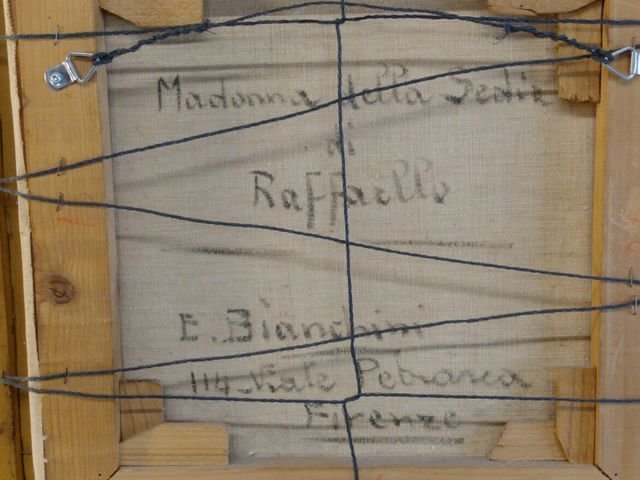 Madonna della Sedia
di
Raffaello
E. Bianchini
114 Viale Petrarca
Firenze